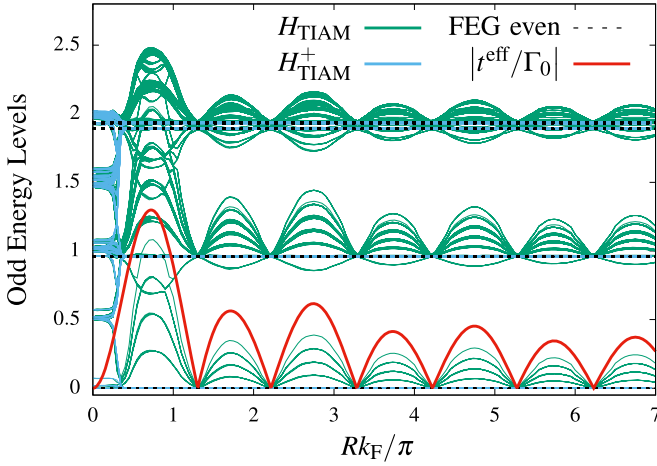 H_TIAM FEG even
H^+_TIAM |t^eff/Γ_0|
Odd Energy Levels
2.5
2
1.5
1
0.5
0
0 1 2 3 4 5 6 7
Rk_F/π